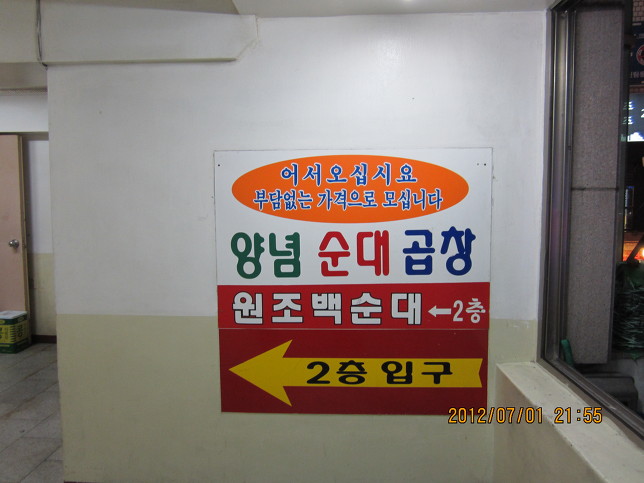 어서오십시요
부담없는 가격으로 모십니다
양념 순대 곱창
원조백순대 ←2층
2층 입구
2012/07/01 21:55